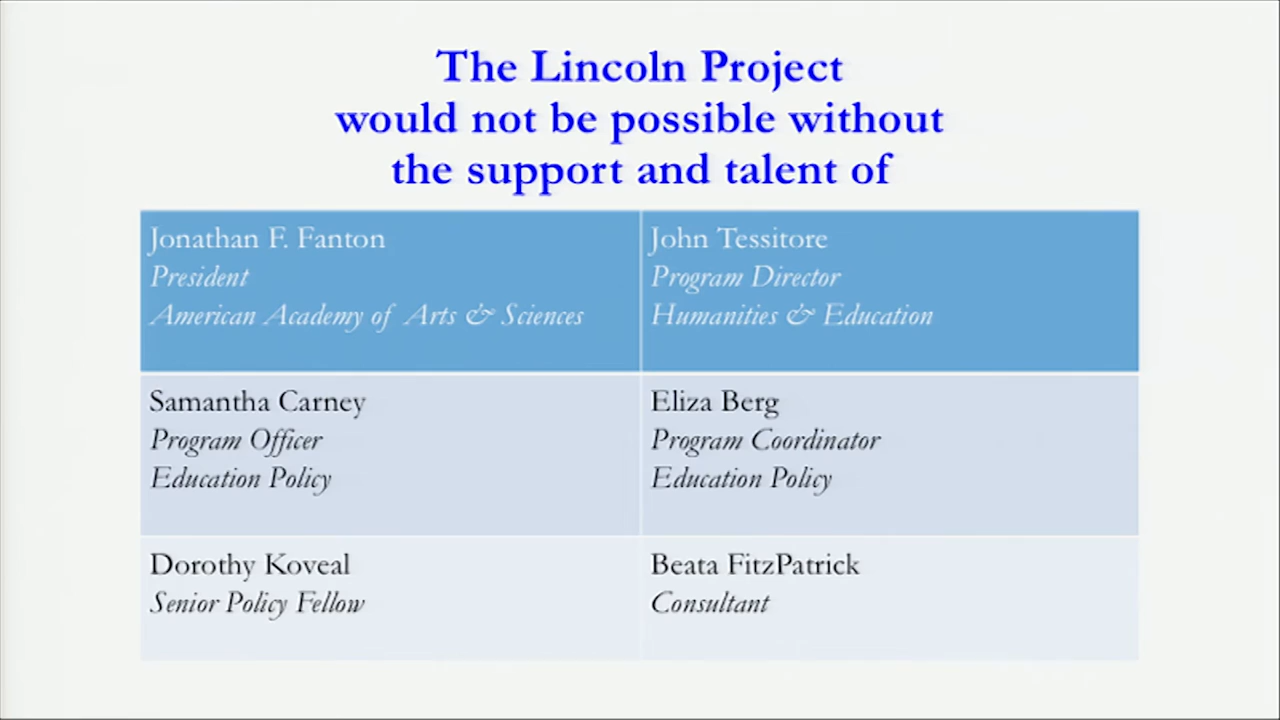 The Lincoln Project
would not be possible without
the support and talent of
Jonathan F. Fanton
President
American Academy of Arts & Sciences
John Tessitore
Program Director
Humanities & Education
Samantha Carney
Program Officer
Education Policy
Eliza Berg
Program Coordinator
Education Policy
Dorothy Koveal
Senior Policy Fellow
Beata FitzPatrick
Consultant